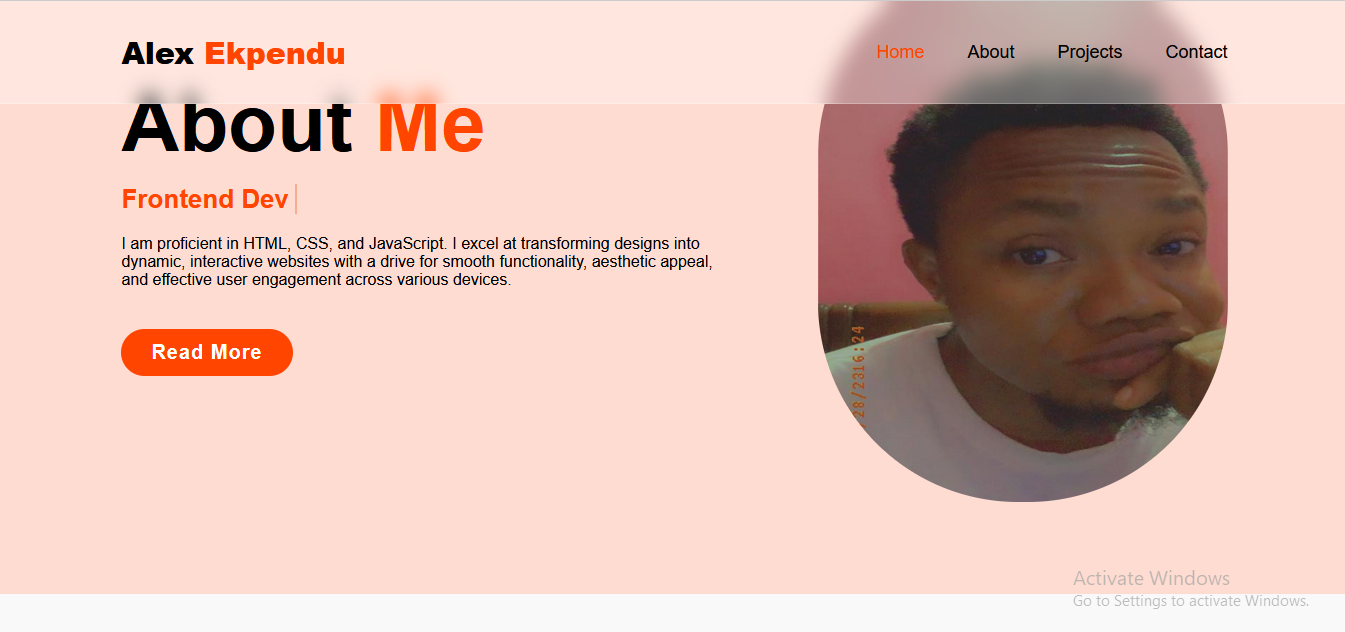 Alex Ekpendu
Home About Projects Contact
About Me
Frontend Dev
I am proficient in HTML, CSS, and JavaScript. I excel at transforming designs into
dynamic, interactive websites with a drive for smooth functionality, aesthetic appeal,
and effective user engagement across various devices.
Read More
28/2316:24
Activate Windows
Go to Settings to activate Windows.